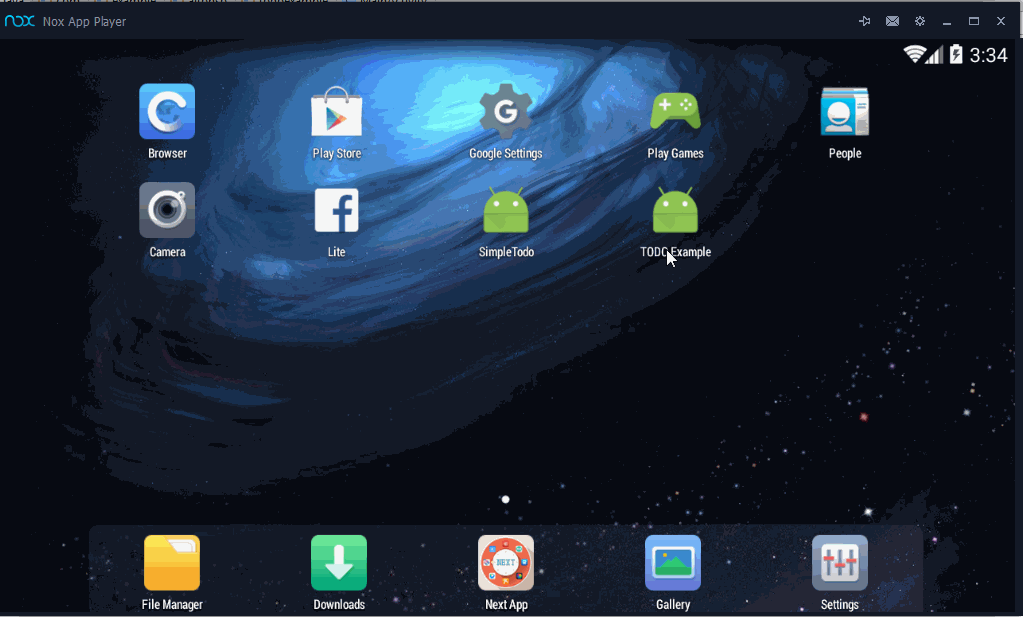 nox Nox App Player
3:34
Browser
Play Store
G
Google Settings
Play Games
People
Camera
Lite
SimpleTodo
TODO Example
NEXT
File Manager
Downloads
Next App
Gallery
Settings